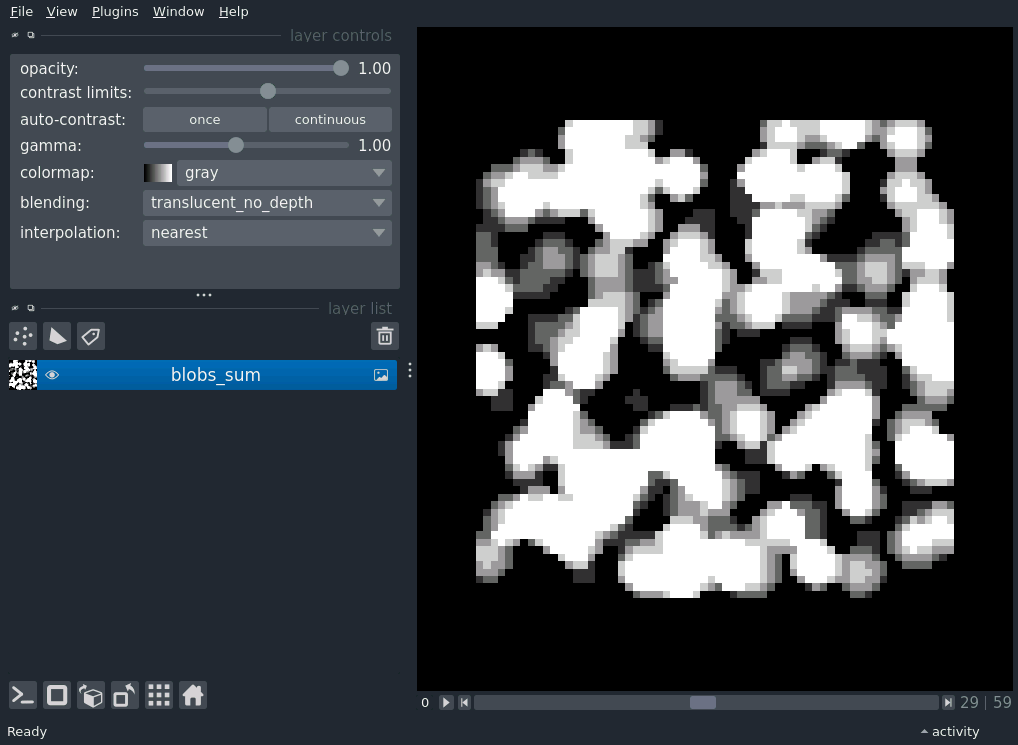 File View Plugins Window Help
layer controls
opacity: 1.00
contrast limits:
auto-contrast: once continuous
gamma: 1.00
colormap: gray
blending: translucent_no_depth
interpolation: nearest
layer list
blobs_sum
0 29 | 59
Ready activity